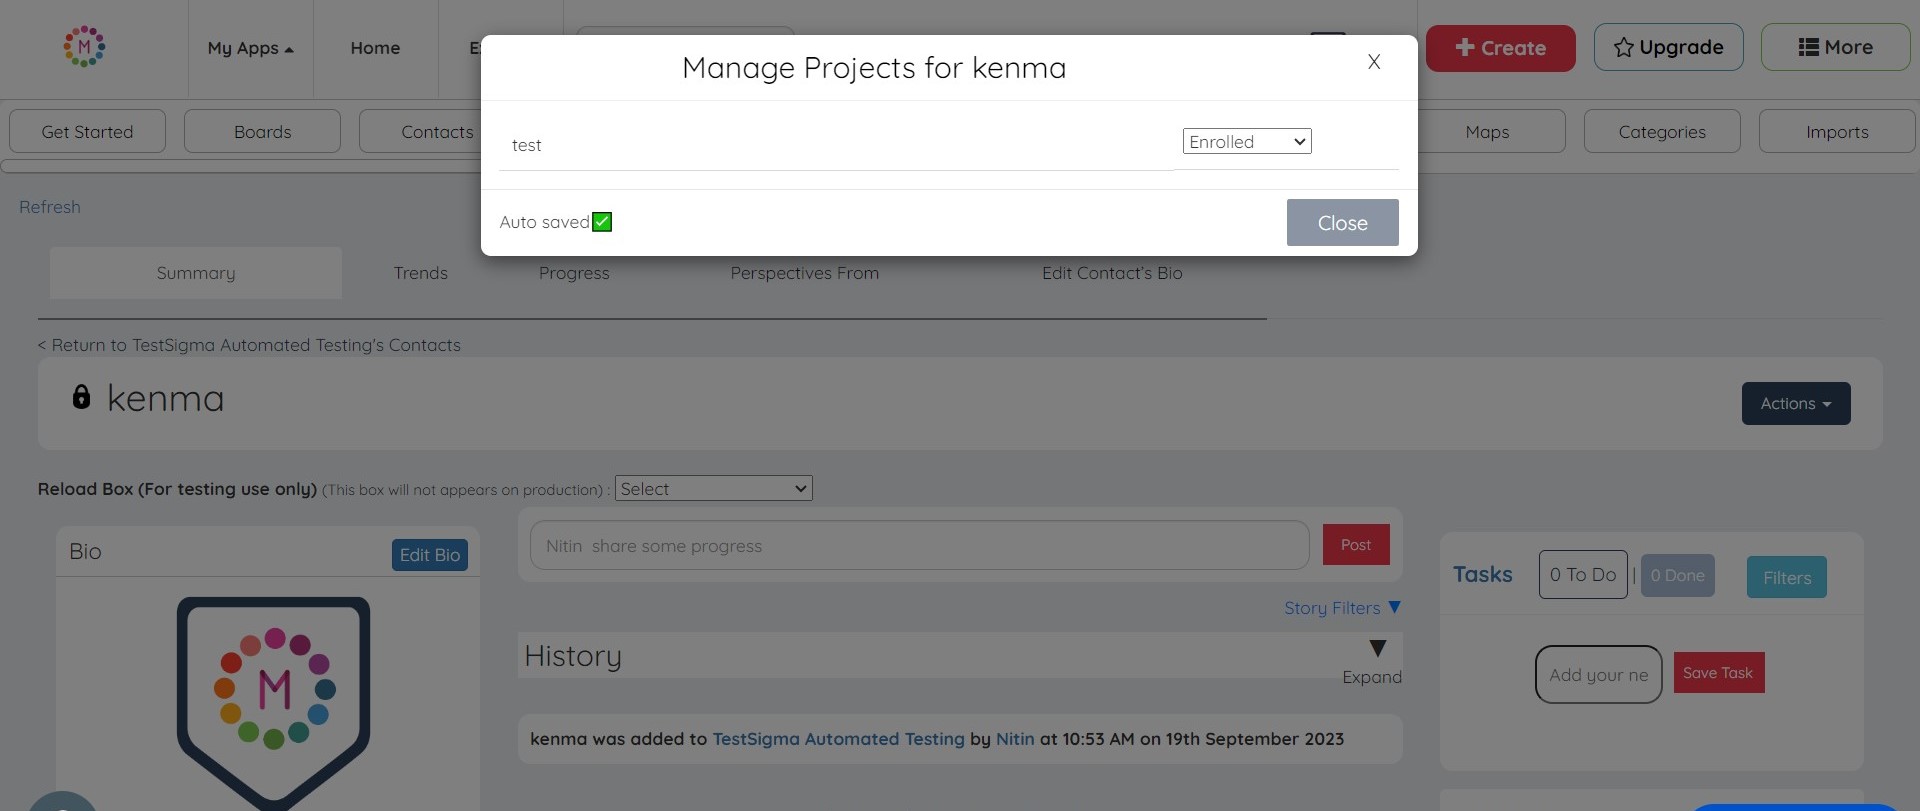 M
My Apps
Home
Manage Projects for kenma
X
Create
Upgrade
More
Get Started
Boards
Contacts
test
Enrolled
Maps
Categories
Imports
Refresh
Auto saved
Close
Summary
Trends
Progress
Perspectives From
Edit Contact's Bio
< Return to TestSigma Automated Testing's Contacts
kenma
Actions
Reload Box (For testing use only) (This box will not appears on production) : Select
Bio
Edit Bio
Nitin share some progress
Post
Tasks
0 To Do | 0 Done
Filters
Story Filters ▼
History
Expand
Add your ne
Save Task
M
kenma was added to TestSigma Automated Testing by Nitin at 10:53 AM on 19th September 2023